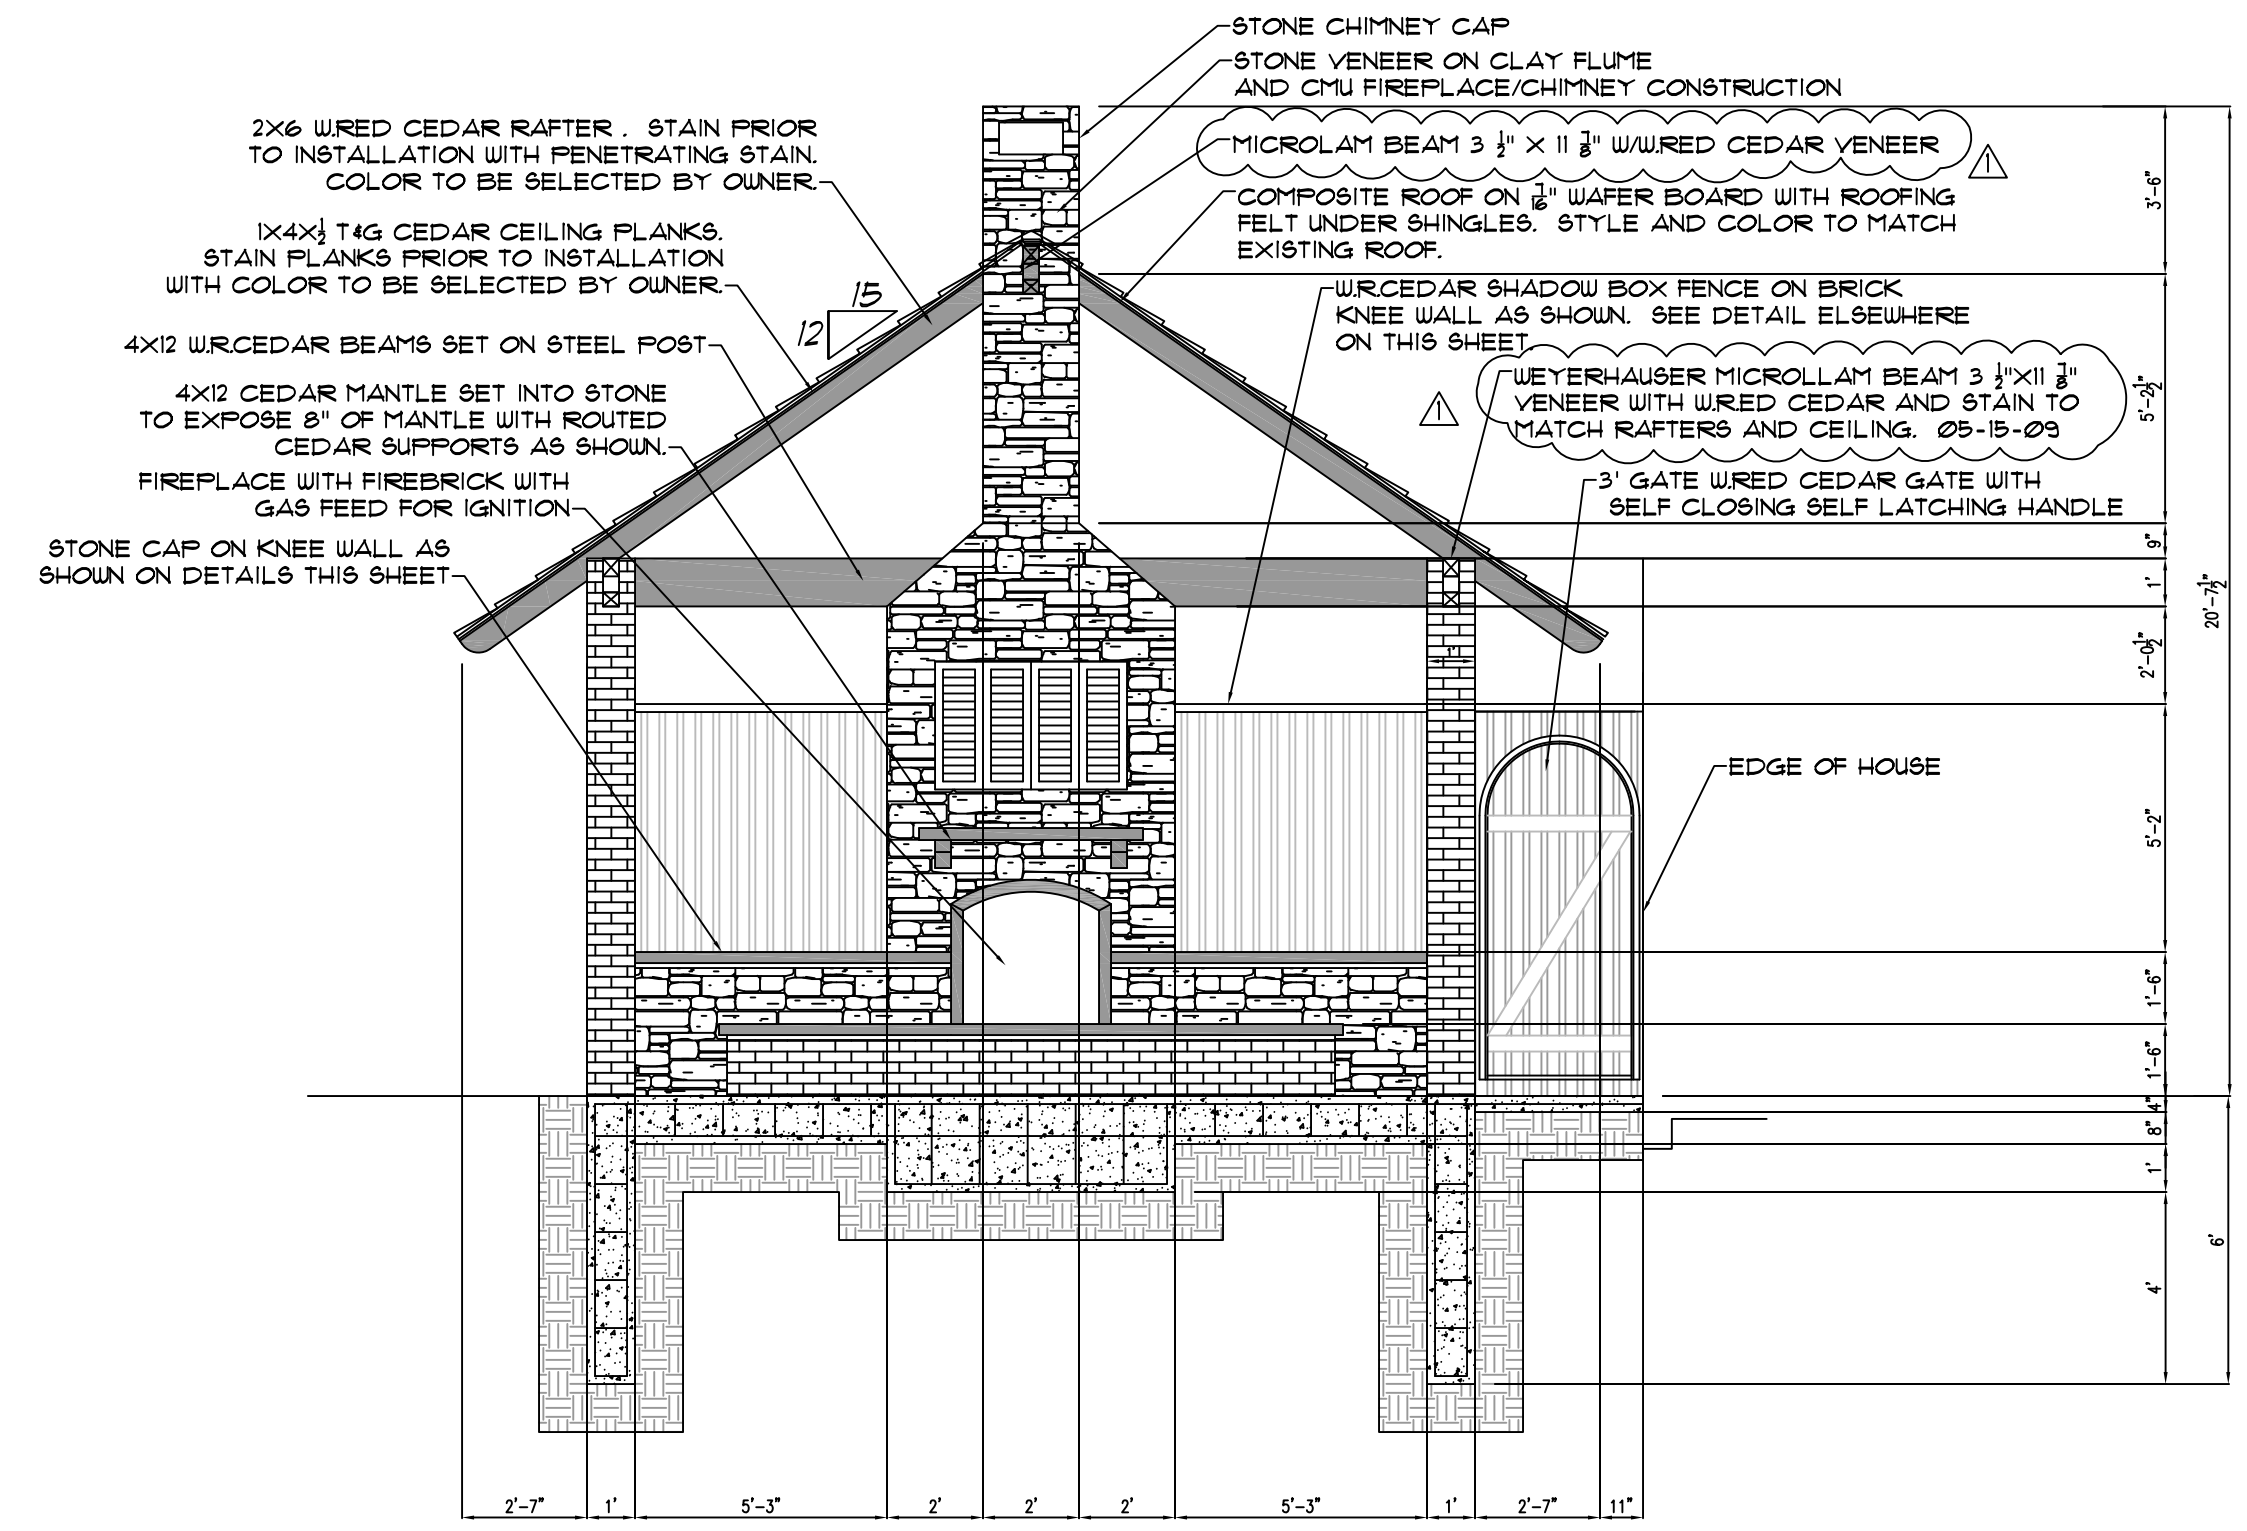 STONE CHIMNEY CAP
STONE VENEER ON CLAY FLUME
AND CMU FIREPLACE/CHIMNEY CONSTRUCTION
MICROLAM BEAM 3 1/2" X 11 7/8" W/W.RED CEDAR VENEER
1
COMPOSITE ROOF ON 7/16" WAFER BOARD WITH ROOFING
FELT UNDER SHINGLES. STYLE AND COLOR TO MATCH
EXISTING ROOF.
W.R.CEDAR SHADOW BOX FENCE ON BRICK
KNEE WALL AS SHOWN. SEE DETAIL ELSEWHERE
ON THIS SHEET.
WEYERHAUSER MICROLLAM BEAM 3 1/2"X11 7/8"
VENEER WITH W.RED CEDAR AND STAIN TO
MATCH RAFTERS AND CEILING. 05-15-09
1
3' GATE W.RED CEDAR GATE WITH
SELF CLOSING SELF LATCHING HANDLE
EDGE OF HOUSE
2X6 W.RED CEDAR RAFTER . STAIN PRIOR
TO INSTALLATION WITH PENETRATING STAIN.
COLOR TO BE SELECTED BY OWNER.
1X4X1/2 T&G CEDAR CEILING PLANKS.
STAIN PLANKS PRIOR TO INSTALLATION
WITH COLOR TO BE SELECTED BY OWNER.
15
12
4X12 W.R.CEDAR BEAMS SET ON STEEL POST
4X12 CEDAR MANTLE SET INTO STONE
TO EXPOSE 8" OF MANTLE WITH ROUTED
CEDAR SUPPORTS AS SHOWN.
FIREPLACE WITH FIREBRICK WITH
GAS FEED FOR IGNITION
STONE CAP ON KNEE WALL AS
SHOWN ON DETAILS THIS SHEET
1'
3'-6"
5'-2 1/2"
9"
1'
2'-0 1/2"
5'-2"
1'-6"
1'-6"
4"
8"
1'
4'
20'-7 1/2"
6'
2'-7"
1'
5'-3"
2'
2'
2'
5'-3"
1'
2'-7"
11"